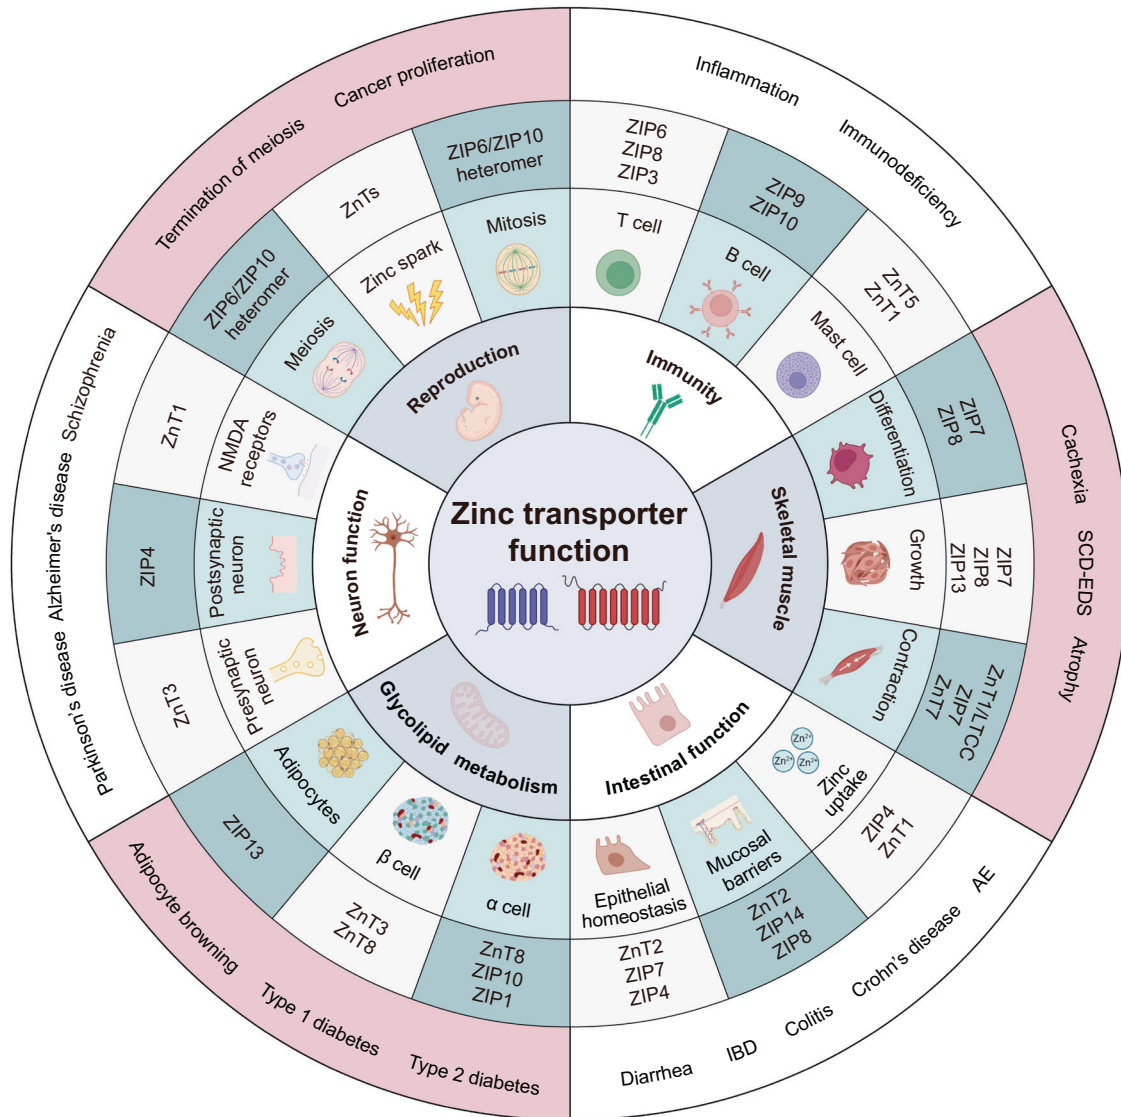 Zinc transporter
function
Immunity
T cell
ZIP6
ZIP8
ZIP3
B cell
ZIP9
ZIP10
Mast cell
ZnT5
ZnT1
Inflammation
Immunodeficiency
Skeletal muscle
Differentiation
ZIP7
ZIP8
Growth
ZIP7
ZIP8
ZIP13
Contraction
ZnT1/LTCC
ZIP7
ZnT7
Cachexia
SCD-EDS
Atrophy
Intestinal function
Zn²⁺
Zn²⁺
Zn²⁺
Zinc
uptake
ZIP4
ZnT1
Mucosal
barriers
ZnT2
ZIP14
ZIP8
Epithelial
homeostasis
ZnT2
ZIP7
ZIP4
AE
Crohn's disease
Colitis
IBD
Diarrhea
Glycolipid metabolism
α cell
ZnT8
ZIP10
ZIP1
β cell
ZnT3
ZnT8
Adipocytes
ZIP13
Type 2 diabetes
Type 1 diabetes
Adipocyte browning
Neuron function
Presynaptic
neuron
ZnT3
Postsynaptic
neuron
ZIP4
NMDA
receptors
ZnT1
Parkinson's disease
Alzheimer's disease
Schizophrenia
Reproduction
Meiosis
ZIP6/ZIP10
heteromer
Zinc spark
ZnTs
Mitosis
ZIP6/ZIP10
heteromer
Termination of meiosis
Cancer proliferation